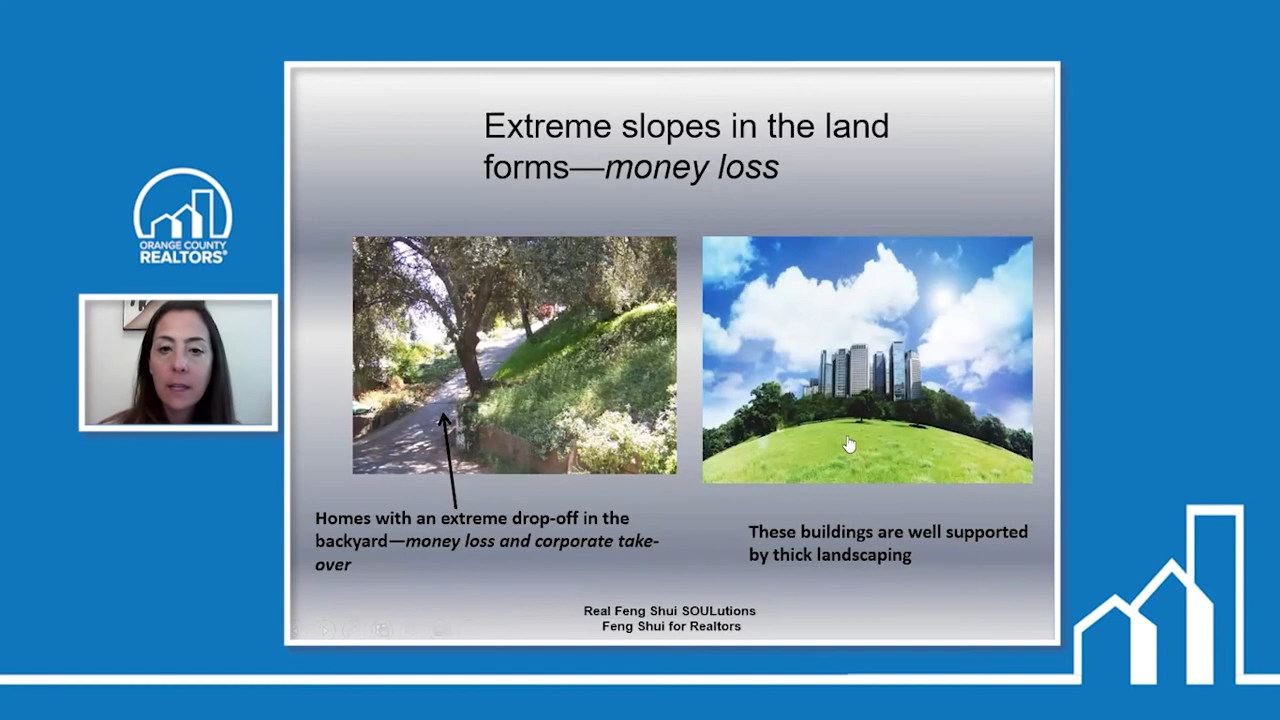 Extreme slopes in the land
forms—money loss
ORANGE COUNTY
REALTORS®
Homes with an extreme drop-off in the
backyard—money loss and corporate take-
over
These buildings are well supported
by thick landscaping
Real Feng Shui SOULutions
Feng Shui for Realtors